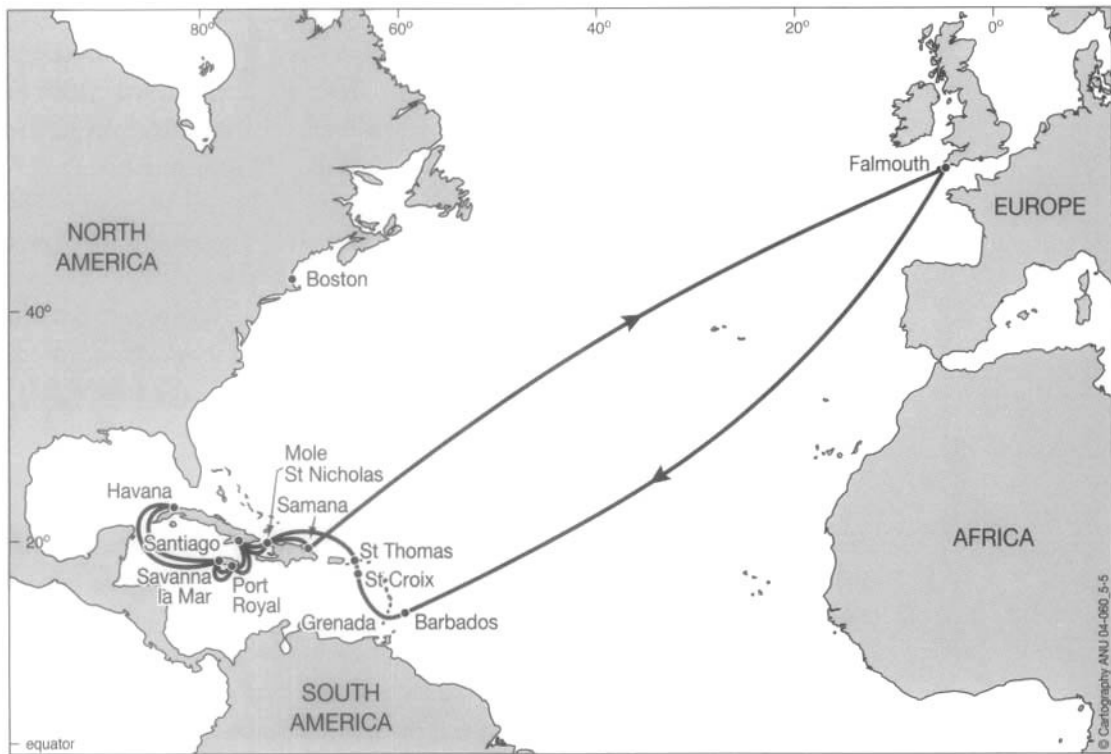 80°
60°
40°
20°
0°
Falmouth
EUROPE
NORTH
AMERICA
Boston
40°
Mole
St Nicholas
Havana
Samana
20°
Santiago
St Thomas
AFRICA
Savanna
la Mar
Port
Royal
St Croix
Grenada
Barbados
SOUTH
AMERICA
equator
© Cartography ANU 04-060_5-5